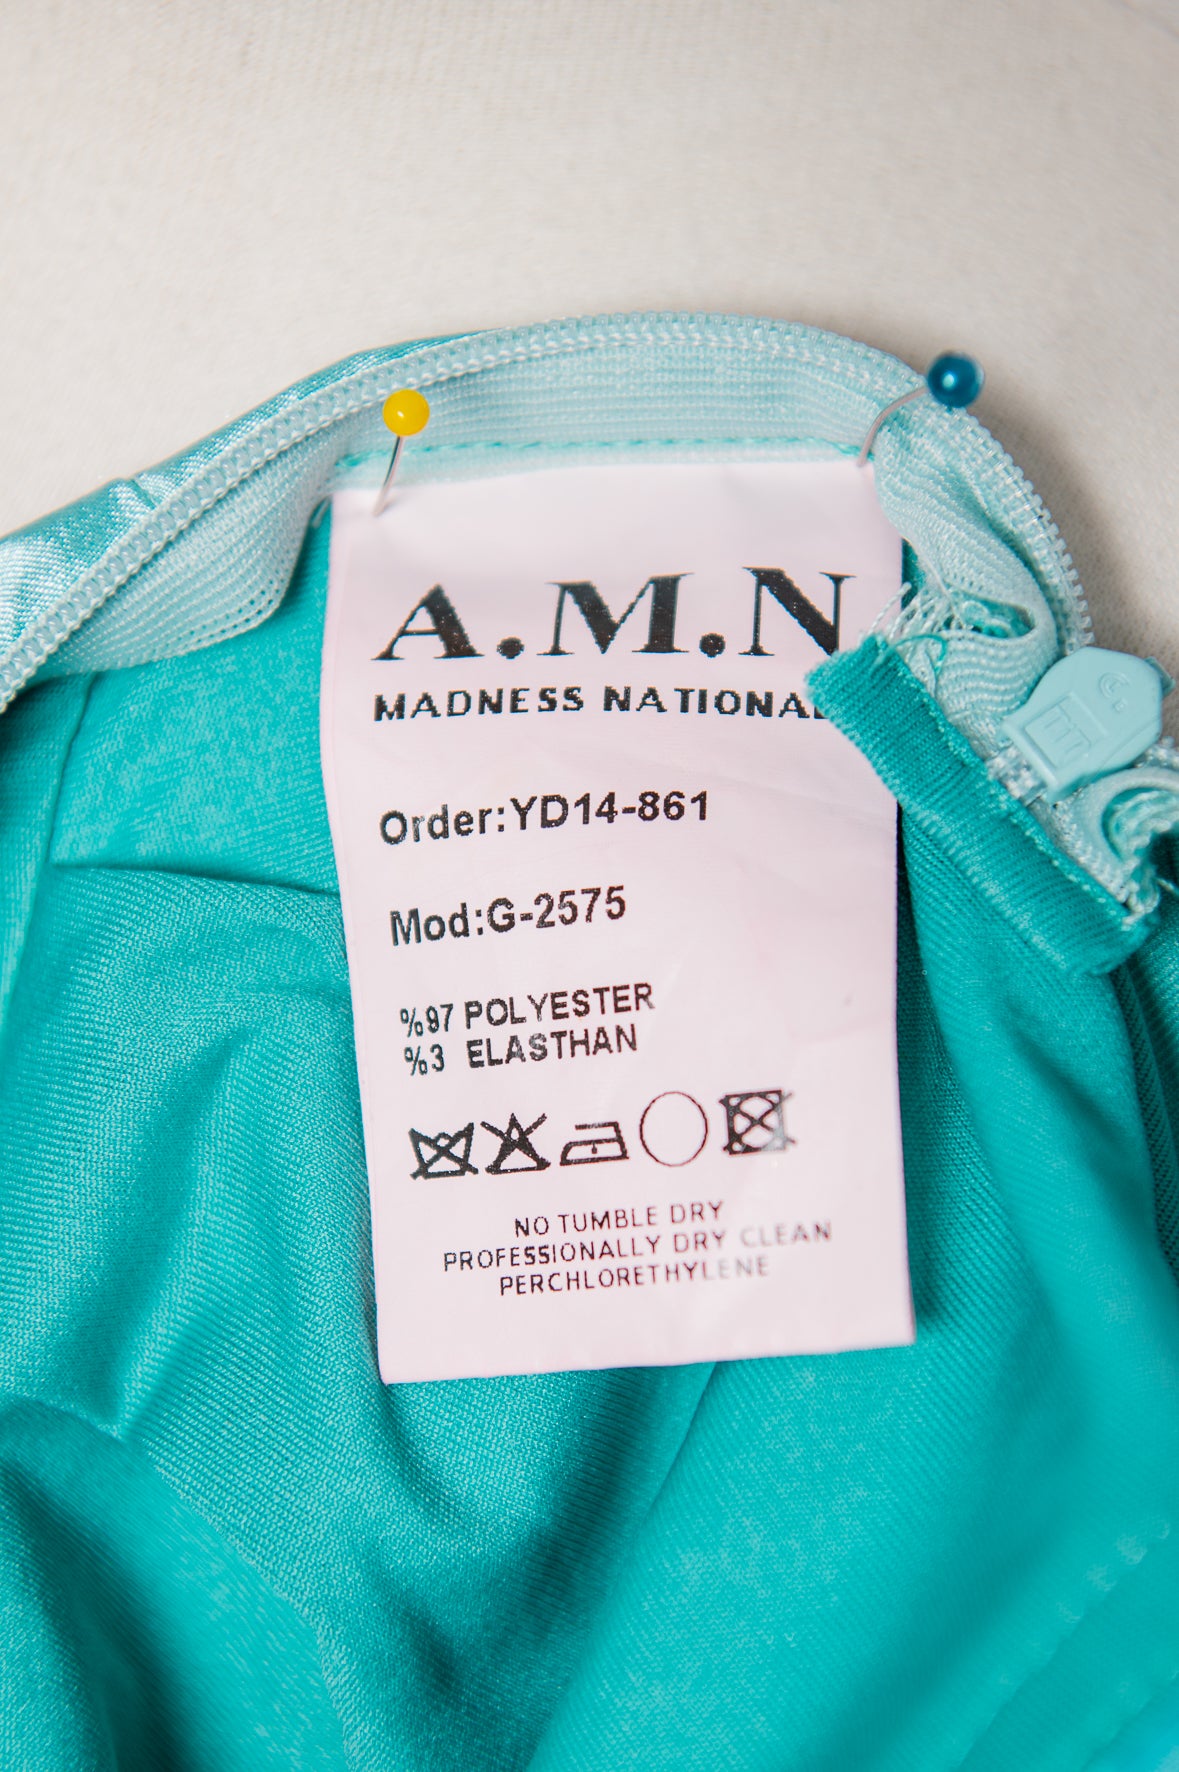 A.M.N
MADNESS NATIONAL
Order:YD14-861
Mod:G-2575
%97 POLYESTER
%3 ELASTHAN
NO TUMBLE DRY
PROFESSIONALLY DRY CLEAN
PERCHLORETHYLENE